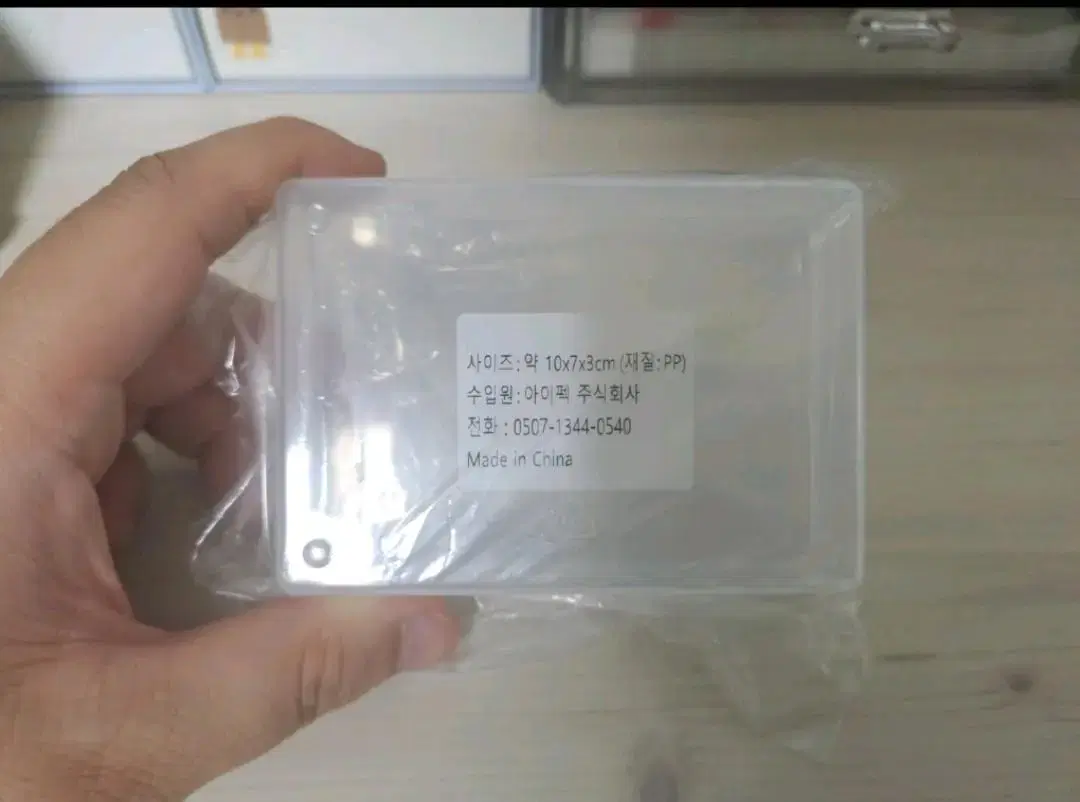 사이즈 : 약 10x7x3cm (재질:PP)
수입원 : 아이펙 주식회사
전화 : 0507-1344-0540
Made in China